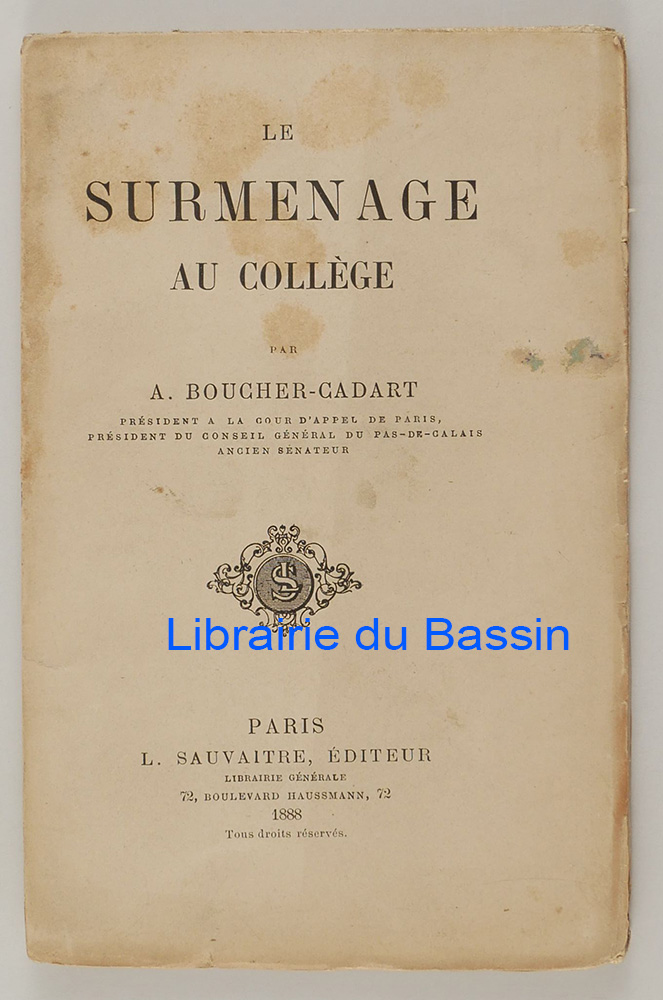 LE
SURMENAGE
AU COLLÈGE
PAR
A. BOUCHER-CADART
PRÉSIDENT A LA COUR D'APPEL DE PARIS,
PRÉSIDENT DU CONSEIL GÉNÉRAL DU PAS-DE-CALAIS
ANCIEN SÉNATEUR
LS
Librairie du Bassin
PARIS
L. SAUVAITRE, ÉDITEUR
LIBRAIRIE GÉNÉRALE
72, BOULEVARD HAUSSMANN, 72
1888
Tous droits réservés.